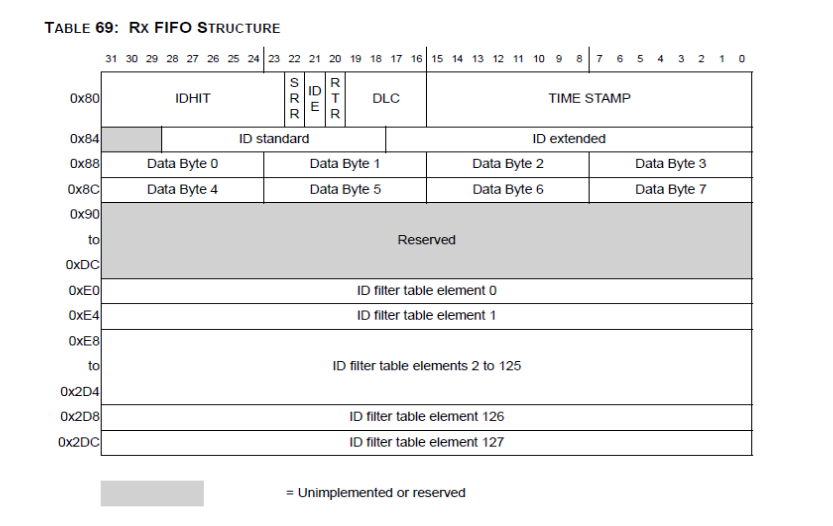 TABLE 69: RX FIFO STRUCTURE
31 30 29 28 27 26 25 24 23 22 21 20 19 18 17 16 15 14 13 12 11 10 9 8 7 6 5 4 3 2 1 0
0x80 IDHIT SRR IDE RTR DLC TIME STAMP
0x84 ID standard ID extended
0x88 Data Byte 0 Data Byte 1 Data Byte 2 Data Byte 3
0x8C Data Byte 4 Data Byte 5 Data Byte 6 Data Byte 7
0x90
to Reserved
0xDC
0xE0 ID filter table element 0
0xE4 ID filter table element 1
0xE8
to ID filter table elements 2 to 125
0x2D4
0x2D8 ID filter table element 126
0x2DC ID filter table element 127
= Unimplemented or reserved